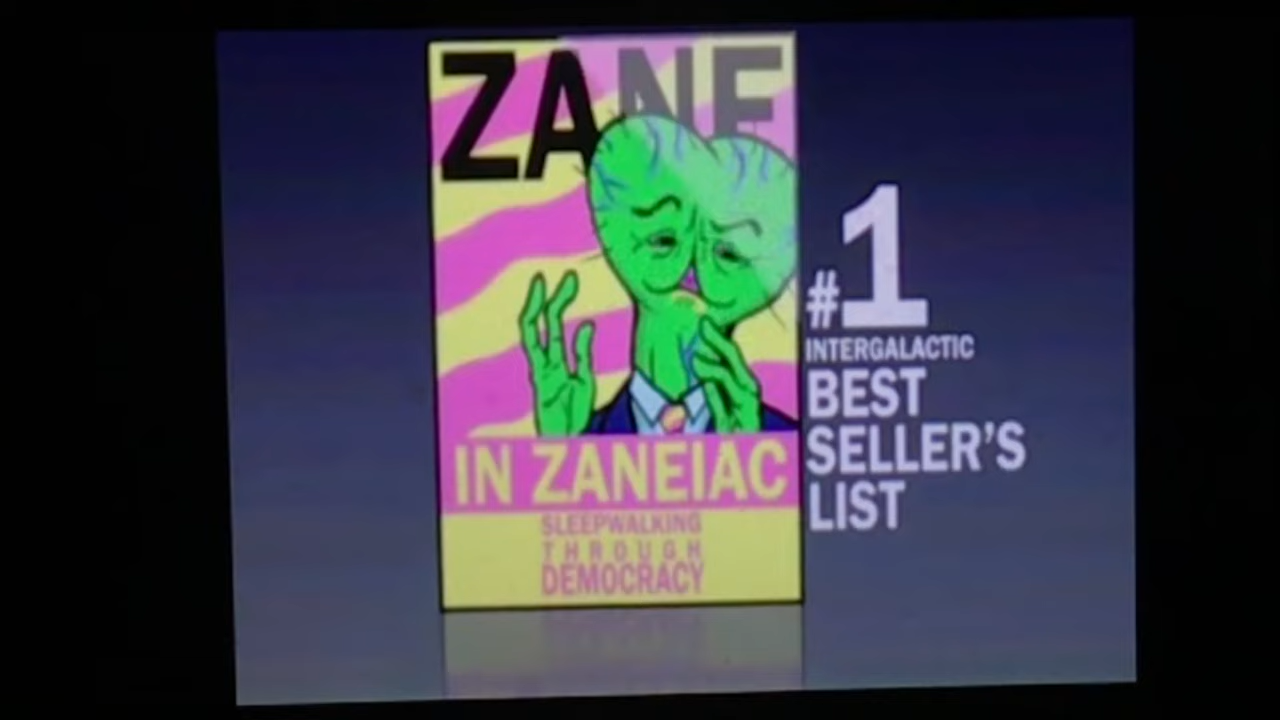 ZANE
IN ZANEIAC
SLEEPWALKING
THROUGH
DEMOCRACY
#1
INTERGALACTIC
BEST
SELLER'S
LIST